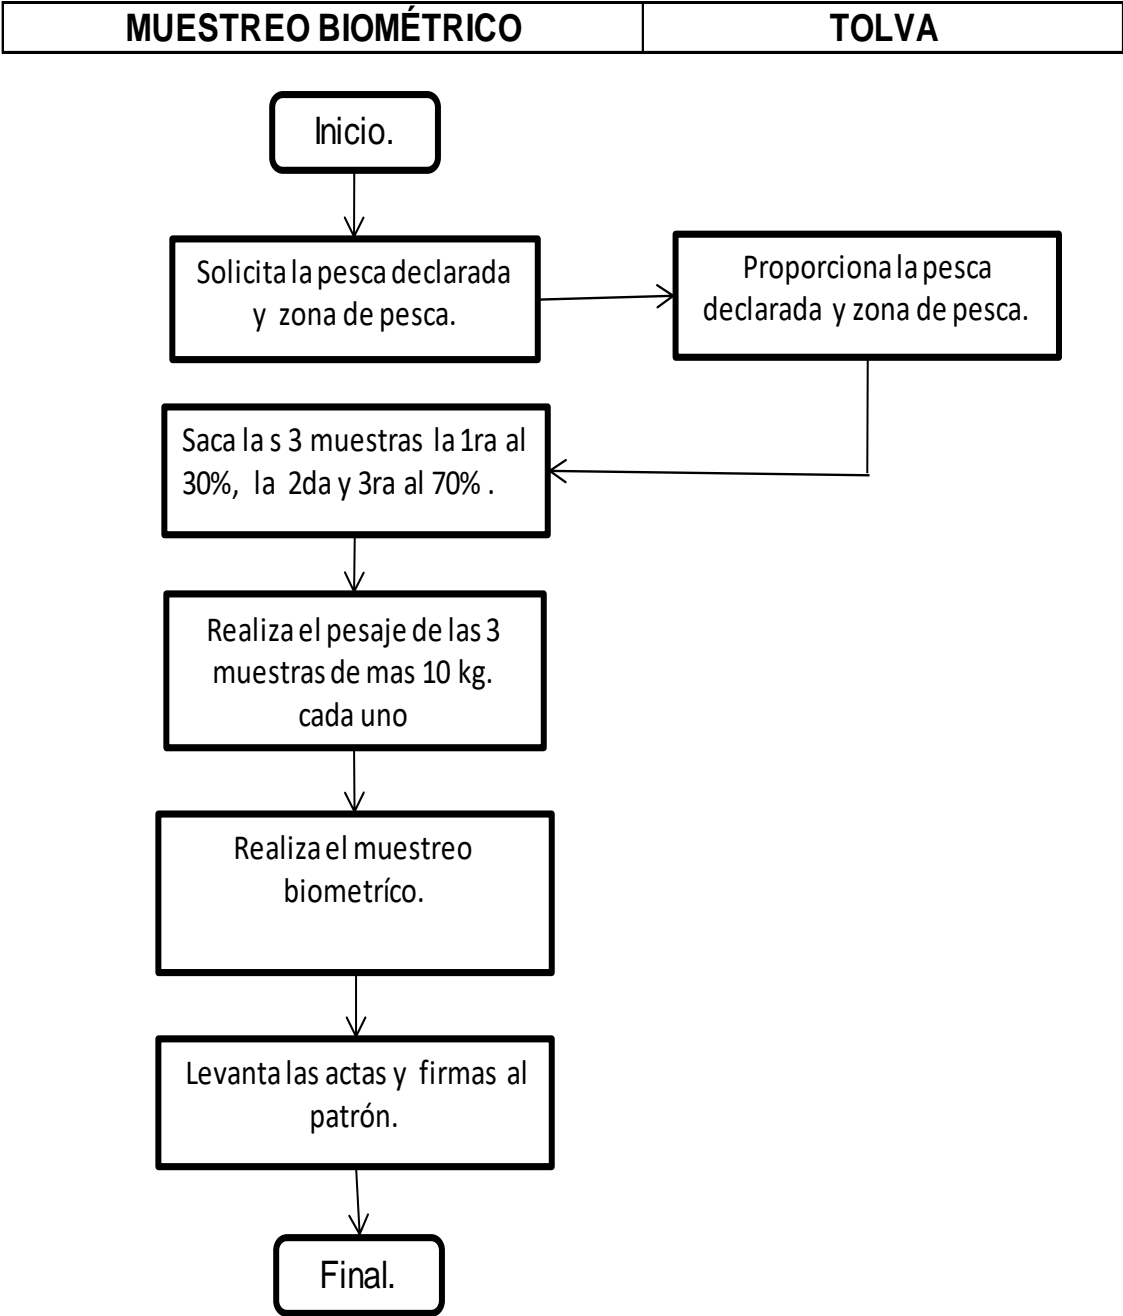 MUESTREO BIOMÉTRICO
TOLVA
Inicio.
Solicita la pesca declarada
y zona de pesca.
Proporciona la pesca
declarada y zona de pesca.
Saca la s 3 muestras la 1ra al
30%, la 2da y 3ra al 70% .
Realiza el pesaje de las 3
muestras de mas 10 kg.
cada uno
Realiza el muestreo
biometríco.
Levanta las actas y firmas al
patrón.
Final.